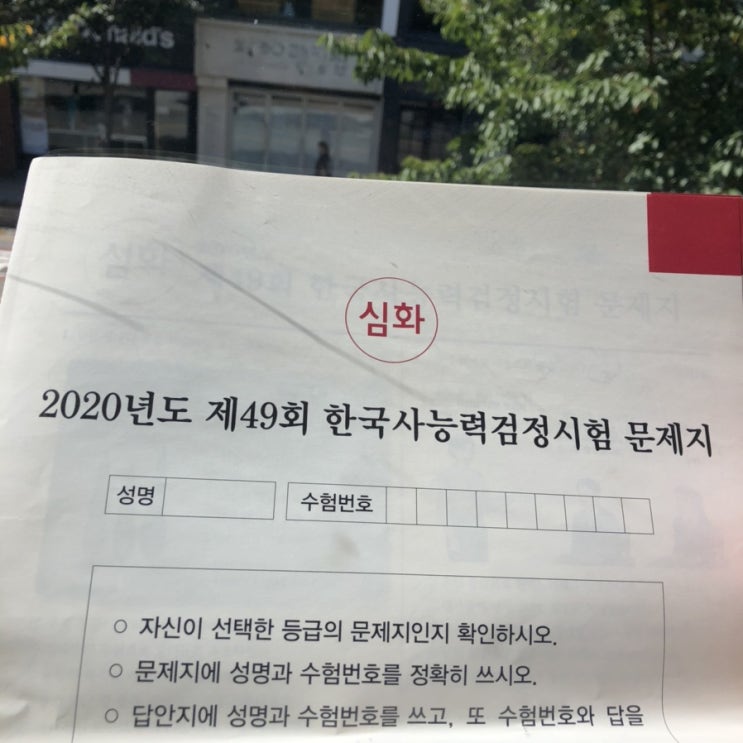 심화
2020년도 제49회 한국사능력검정시험 문제지
성명
수험번호
○ 자신이 선택한 등급의 문제지인지 확인하시오.
○ 문제지에 성명과 수험번호를 정확히 쓰시오.
○ 답안지에 성명과 수험번호를 쓰고, 또 수험번호와 답을